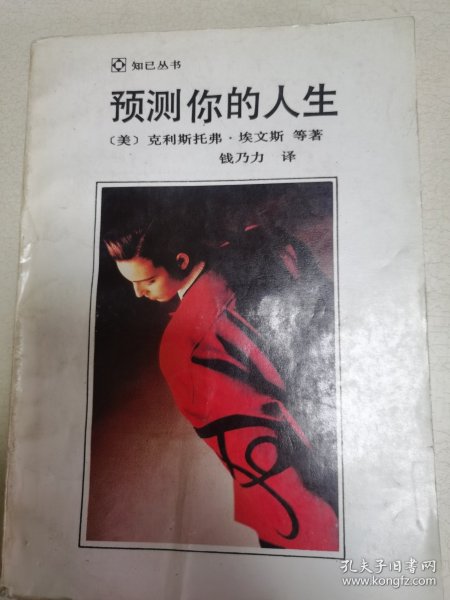 知己丛书
预测你的人生
〔美〕克利斯托弗·埃文斯 等著
钱乃力 译
孔夫子旧书网
www.kongfz.com